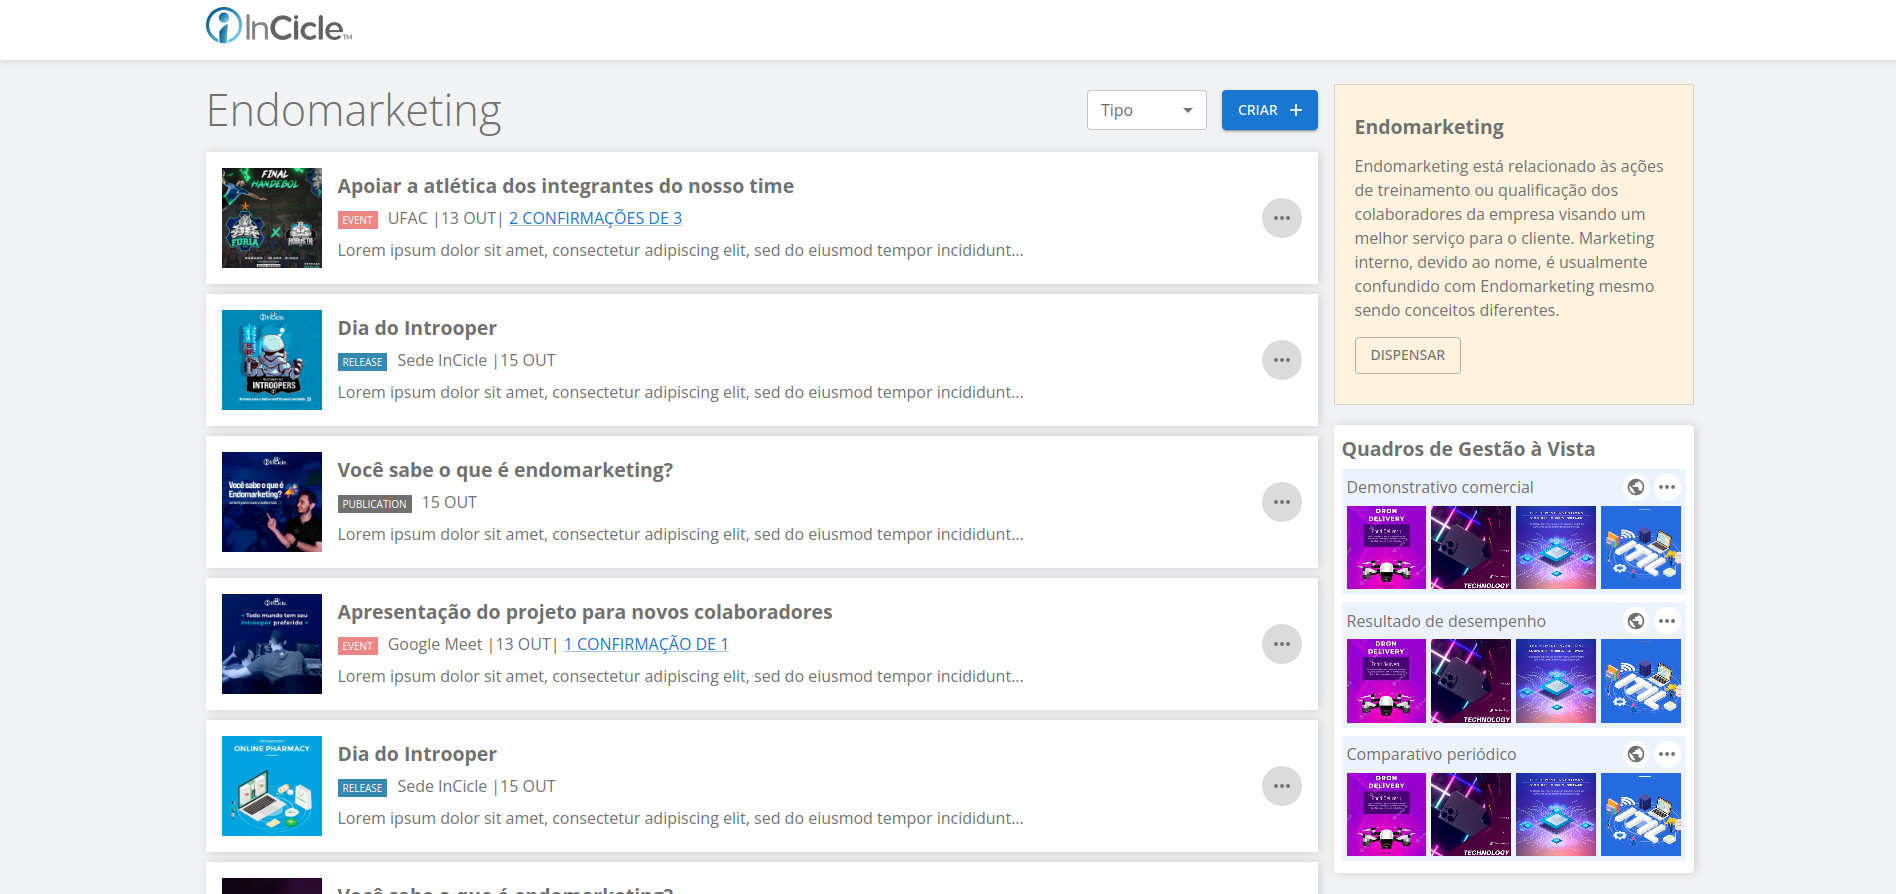 InCicle™
Endomarketing
Tipo
CRIAR +
Apoiar a atlética dos integrantes do nosso time
EVENT UFAC |13 OUT| 2 CONFIRMAÇÕES DE 3
Lorem ipsum dolor sit amet, consectetur adipiscing elit, sed do eiusmod tempor incididunt...
FINAL
HANDEBOL
FURIA
X
InCicle
INTROOPERS
Dia do Introoper
RELEASE Sede InCicle |15 OUT
Lorem ipsum dolor sit amet, consectetur adipiscing elit, sed do eiusmod tempor incididunt...
InCicle
Você sabe o que é
Endomarketing?
Você sabe o que é endomarketing?
PUBLICATION 15 OUT
Lorem ipsum dolor sit amet, consectetur adipiscing elit, sed do eiusmod tempor incididunt...
InCicle
< Todo mundo tem seu
Introoper preferido >
Apresentação do projeto para novos colaboradores
EVENT Google Meet |13 OUT| 1 CONFIRMAÇÃO DE 1
Lorem ipsum dolor sit amet, consectetur adipiscing elit, sed do eiusmod tempor incididunt...
ONLINE PHARMACY
Dia do Introoper
RELEASE Sede InCicle |15 OUT
Lorem ipsum dolor sit amet, consectetur adipiscing elit, sed do eiusmod tempor incididunt...
Você sabe o que é endomarketing?
Endomarketing
Endomarketing está relacionado às ações
de treinamento ou qualificação dos
colaboradores da empresa visando um
melhor serviço para o cliente. Marketing
interno, devido ao nome, é usualmente
confundido com Endomarketing mesmo
sendo conceitos diferentes.
DISPENSAR
Quadros de Gestão à Vista
Demonstrativo comercial
DRON
DELIVERY
Food Delivery
TECHNOLOGY
Resultado de desempenho
DRON
DELIVERY
TECHNOLOGY
Comparativo periódico
DRON
DELIVERY
Food Delivery
TECHNOLOGY